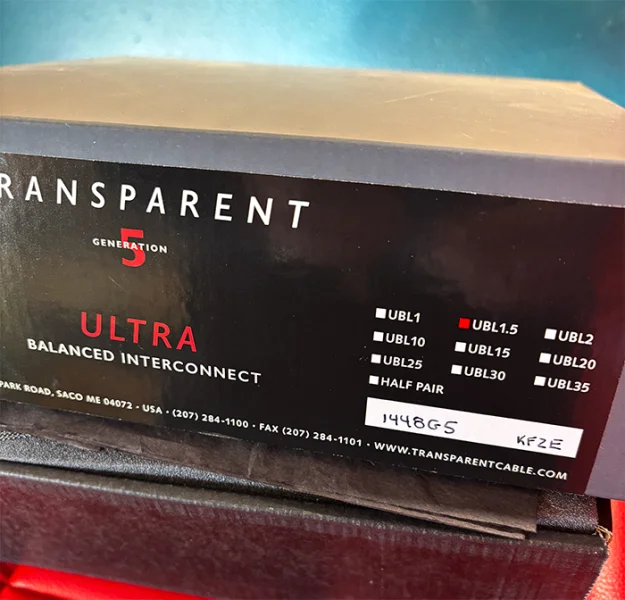 RANSPARENT
GENERATION
5
ULTRA
BALANCED INTERCONNECT
UBL1 UBL1.5 UBL2
UBL10 UBL15 UBL20
UBL25 UBL30 UBL35
HALF PAIR
1448G5 KFZE
PARK ROAD, SACO ME 04072 • USA • (207) 284-1100 • FAX (207) 284-1101 • WWW.TRANSPARENTCABLE.COM